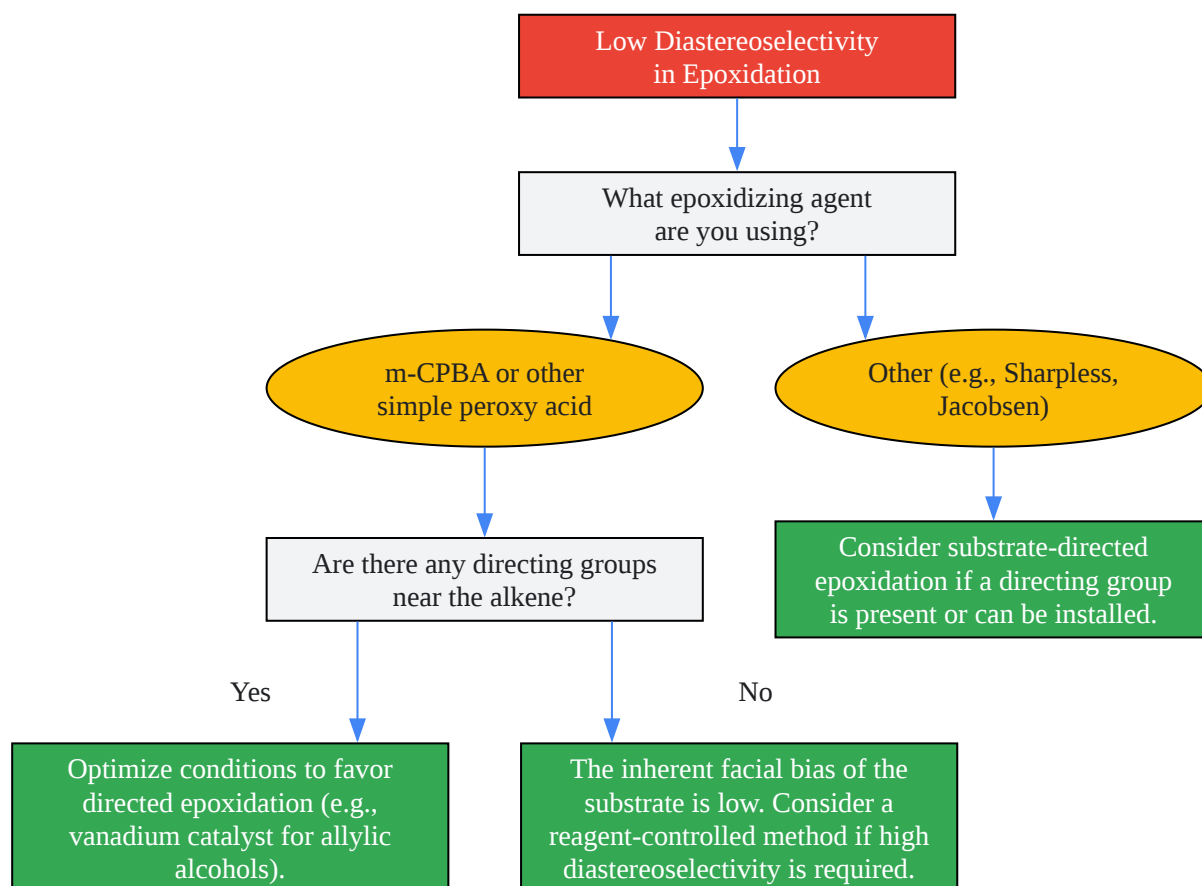 Low Diastereoselectivity
in Epoxidation
What epoxidizing agent
are you using?
m-CPBA or other
simple peroxy acid
Other (e.g., Sharpless,
Jacobsen)
Are there any directing groups
near the alkene?
Consider substrate-directed
epoxidation if a directing group
is present or can be installed.
Yes
No
Optimize conditions to favor
directed epoxidation (e.g.,
vanadium catalyst for allylic
alcohols).
The inherent facial bias of the
substrate is low. Consider a
reagent-controlled method if high
diastereoselectivity is required.